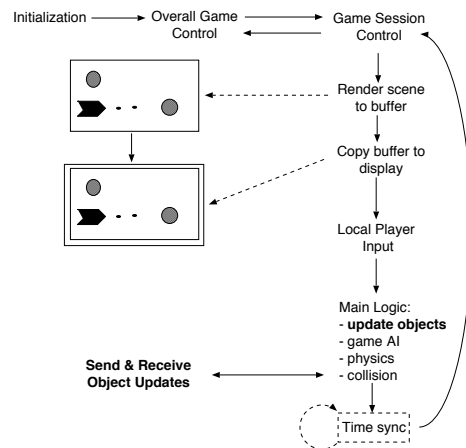 Initialization
Overall Game
Control
Game Session
Control
Render scene
to buffer
Copy buffer to
display
Local Player
Input
Main Logic:
- update objects
- game AI
- physics
- collision
Send & Receive
Object Updates
Time sync